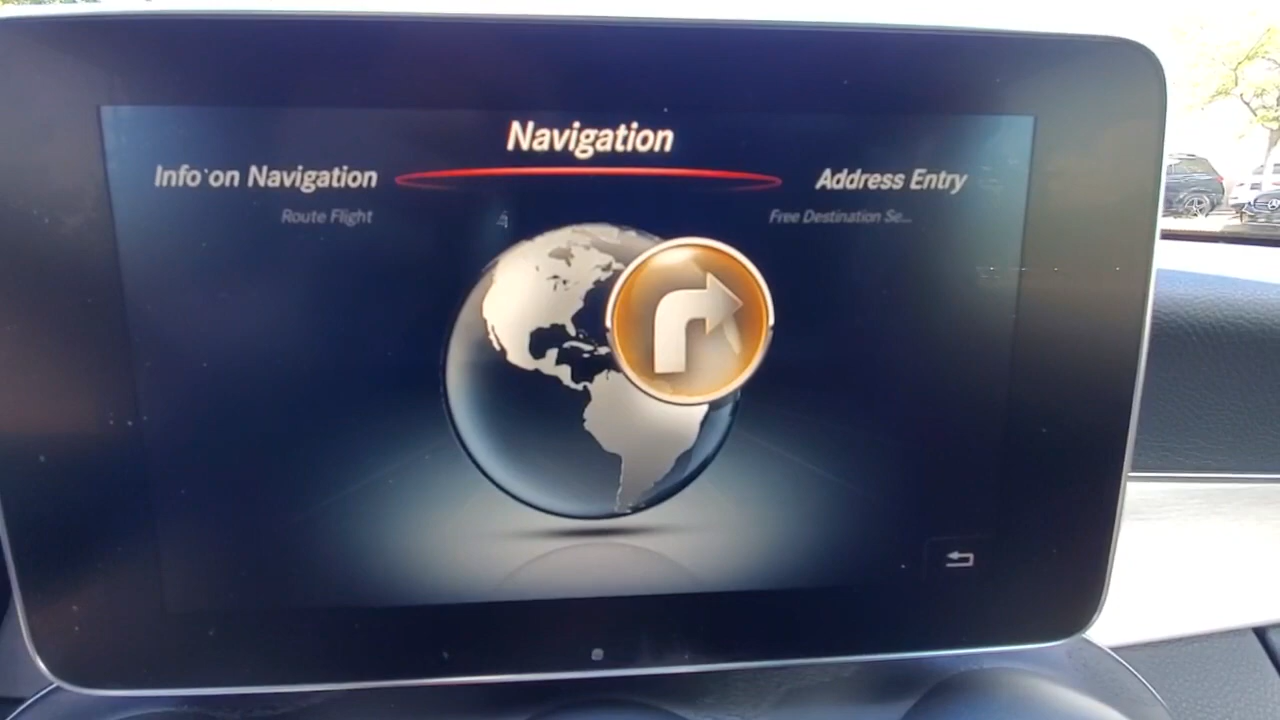 Navigation
Info on Navigation
Address Entry
Route Flight
Free Destination Se...